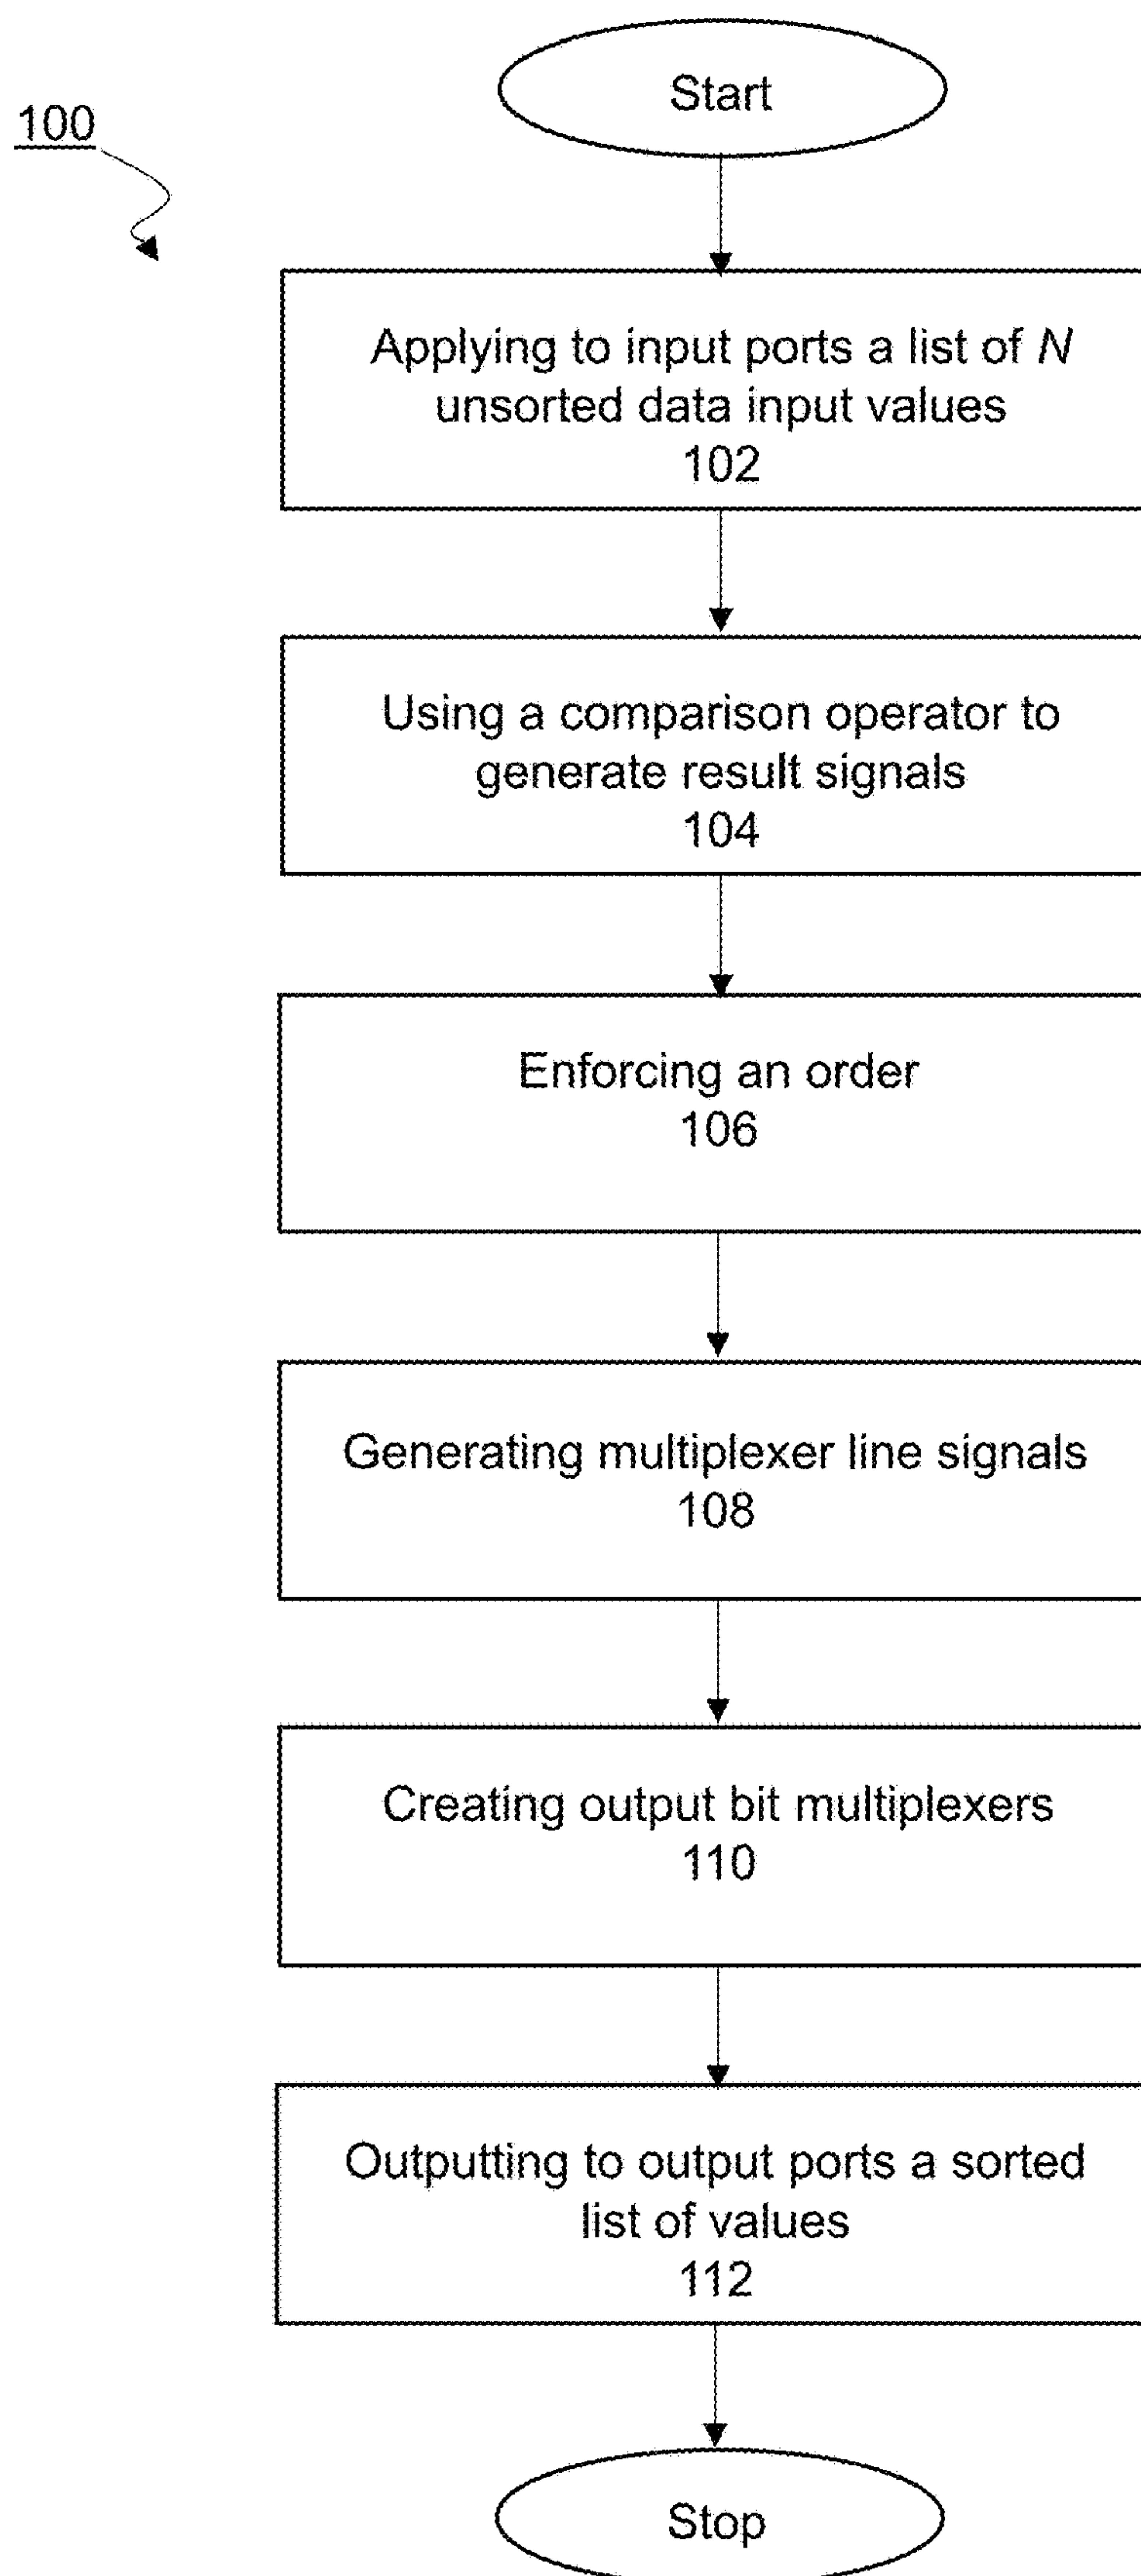 Start
100
Applying to input ports a list of N
unsorted data input values
102
Using a comparison operator to
generate result signals
104
Enforcing an order
106
Generating multiplexer line signals
108
Creating output bit multiplexers
110
Outputting to output ports a sorted
list of values
112
Stop